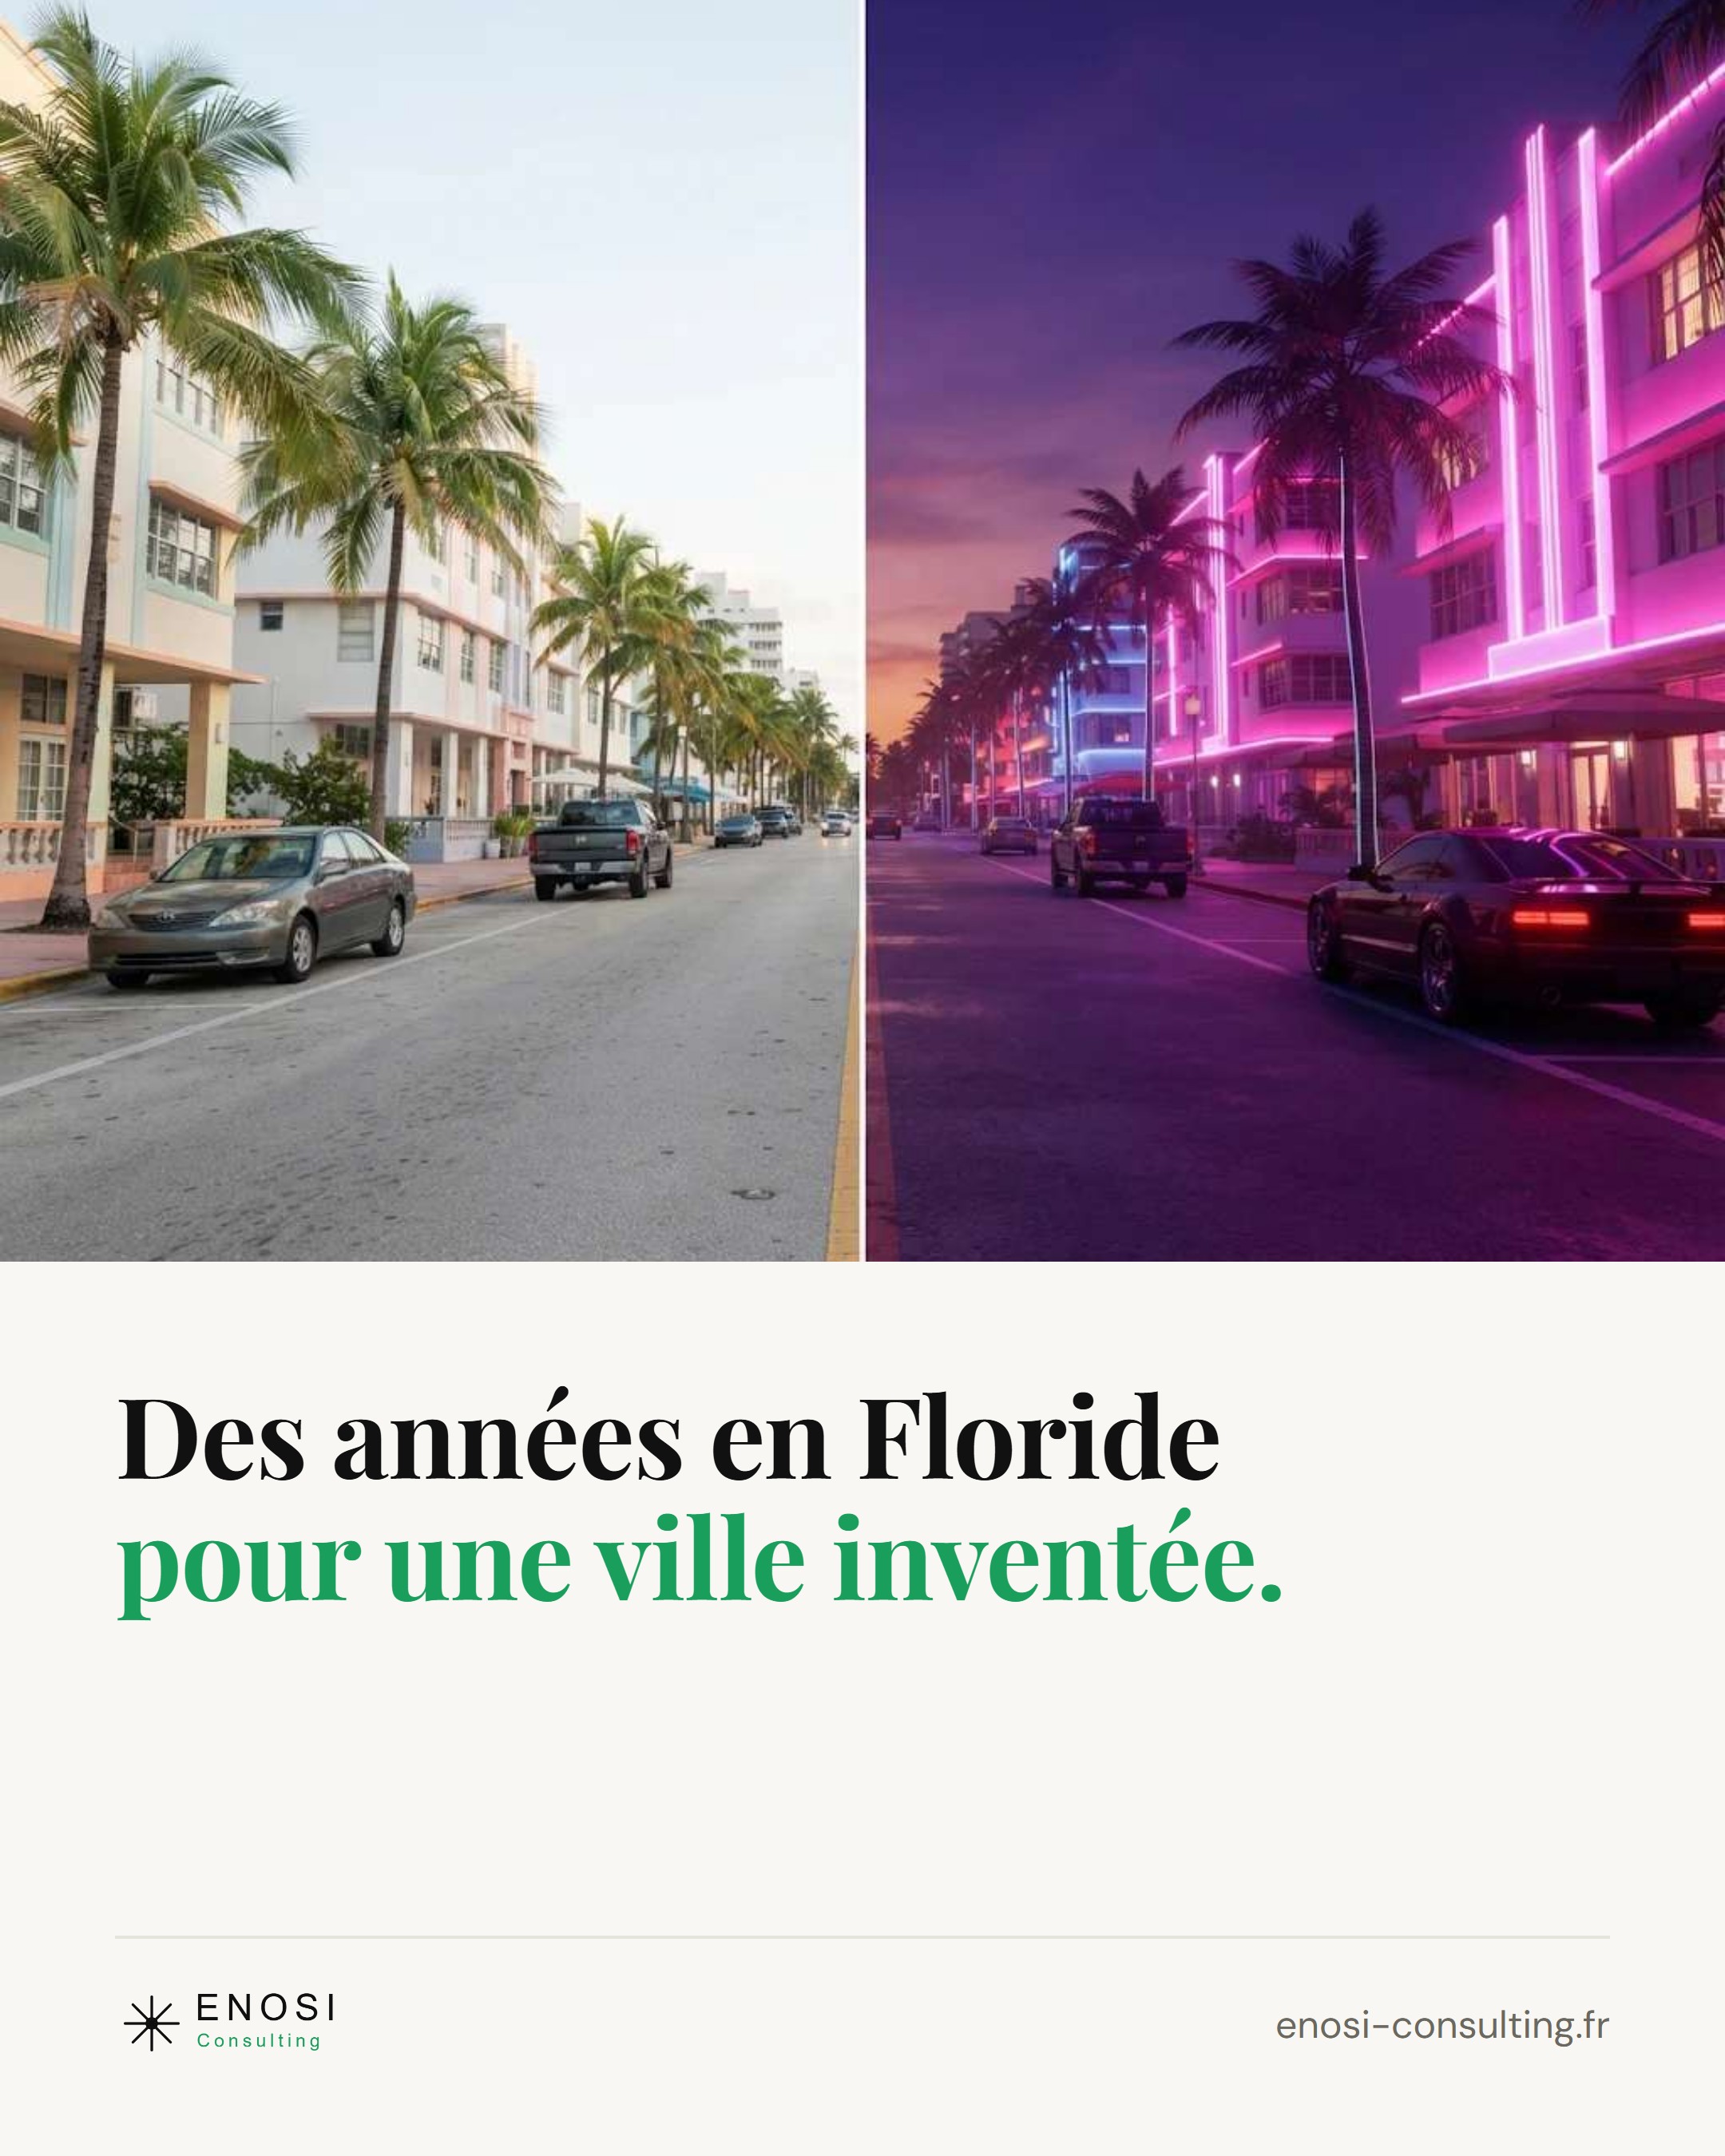 Des années en Floride
pour une ville inventée.
ENOSI
Consulting
enosi-consulting.fr